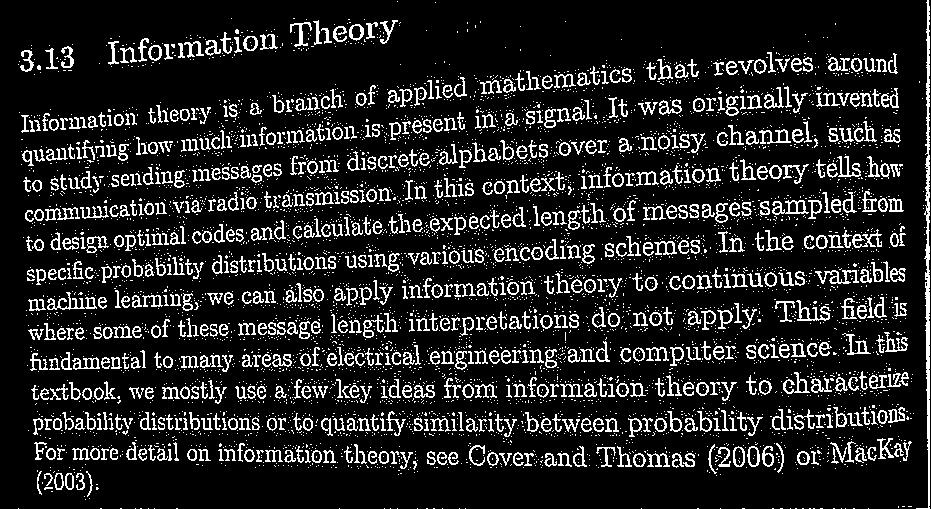 3.13 Information Theory
Information theory is a branch of applied mathematics that revolves around
quantifying how much information is present in a signal. It was originally invented
to study sending messages from discrete alphabets over a noisy channel, such as
communication via radio transmission. In this context, information theory tells how
to design optimal codes and calculate the expected length of messages sampled from
specific probability distributions using various encoding schemes. In the context of
machine learning, we can also apply information theory to continuous variables
where some of these message length interpretations do not apply. This field is
fundamental to many areas of electrical engineering and computer science. In this
textbook, we mostly use a few key ideas from information theory to characterize
probability distributions or to quantify similarity between probability distributions.
For more detail on information theory, see Cover and Thomas (2006) or MacKay
(2003).